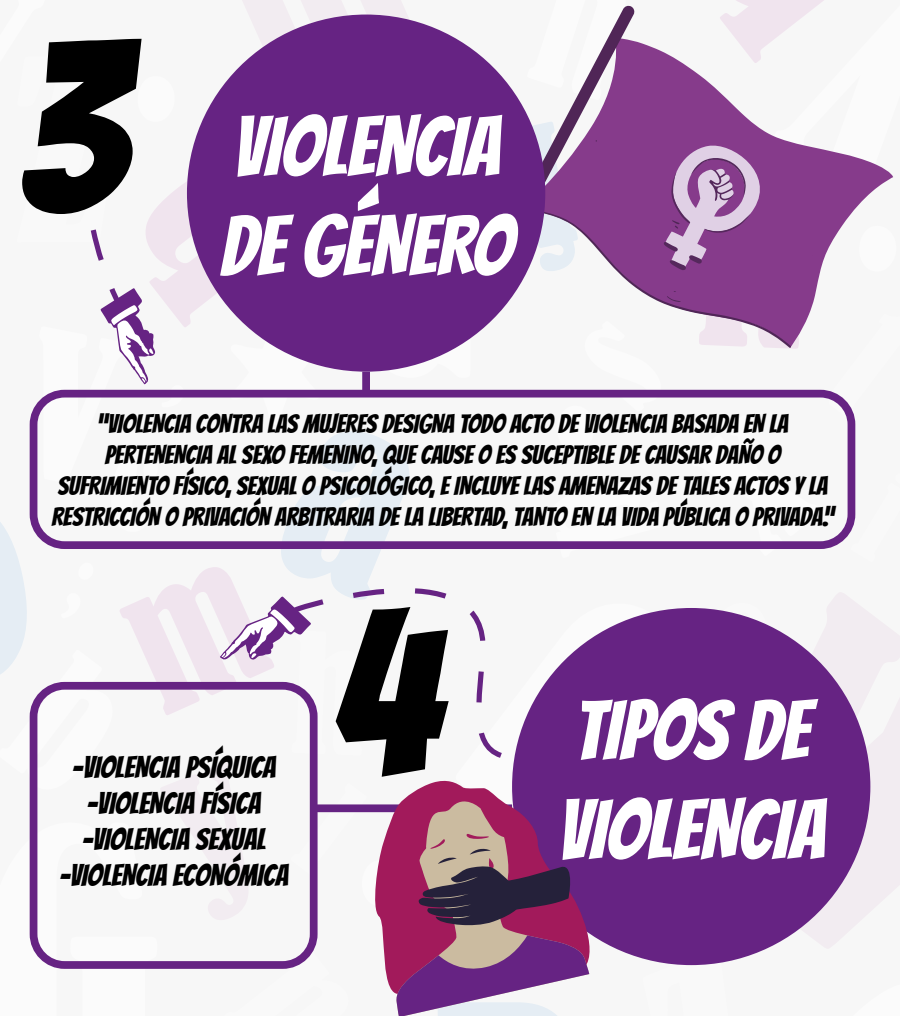 3
VIOLENCIA
DE GÉNERO
"VIOLENCIA CONTRA LAS MUJERES DESIGNA TODO ACTO DE VIOLENCIA BASADA EN LA
PERTENENCIA AL SEXO FEMENINO, QUE CAUSE O ES SUCEPTIBLE DE CAUSAR DAÑO O
SUFRIMIENTO FÍSICO, SEXUAL O PSICOLÓGICO, E INCLUYE LAS AMENAZAS DE TALES ACTOS Y LA
RESTRICCIÓN O PRIVACIÓN ARBITRARIA DE LA LIBERTAD, TANTO EN LA VIDA PÚBLICA O PRIVADA."
4
TIPOS DE
VIOLENCIA
-VIOLENCIA PSÍQUICA
-VIOLENCIA FÍSICA
-VIOLENCIA SEXUAL
-VIOLENCIA ECONÓMICA